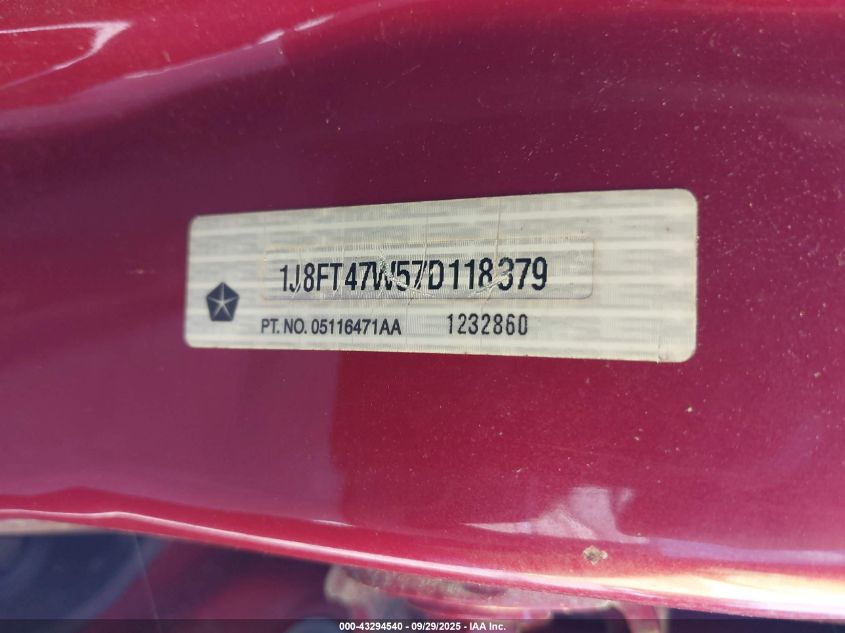 1J8FT47W57D118379
PT. NO. 05116471AA 1232860
000-43294540 - 09/29/2025 - IAA Inc.